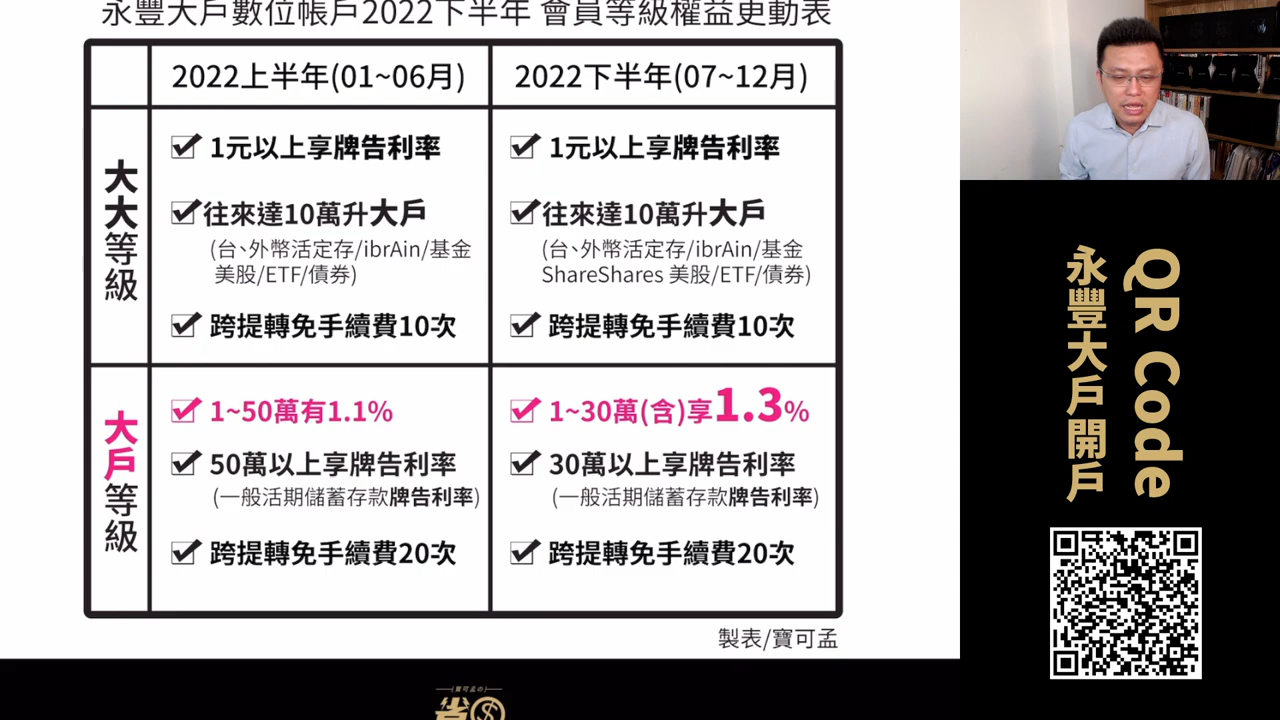 永豐大戶數位帳戶2022下半年 會員等級權益更動表
2022上半年(01~06月)
2022下半年(07~12月)
大大等級
1元以上享牌告利率
往來達10萬升大戶
(台、外幣活定存/ibrAin/基金
美股/ETF/債券)
跨提轉免手續費10次
1元以上享牌告利率
往來達10萬升大戶
(台、外幣活定存/ibrAin/基金
ShareShares 美股/ETF/債券)
跨提轉免手續費10次
大戶等級
1~50萬有1.1%
50萬以上享牌告利率
(一般活期儲蓄存款牌告利率)
跨提轉免手續費20次
1~30萬(含)享1.3%
30萬以上享牌告利率
(一般活期儲蓄存款牌告利率)
跨提轉免手續費20次
製表/寶可孟
QR Code
永豐大戶開戶
寶可孟の
省